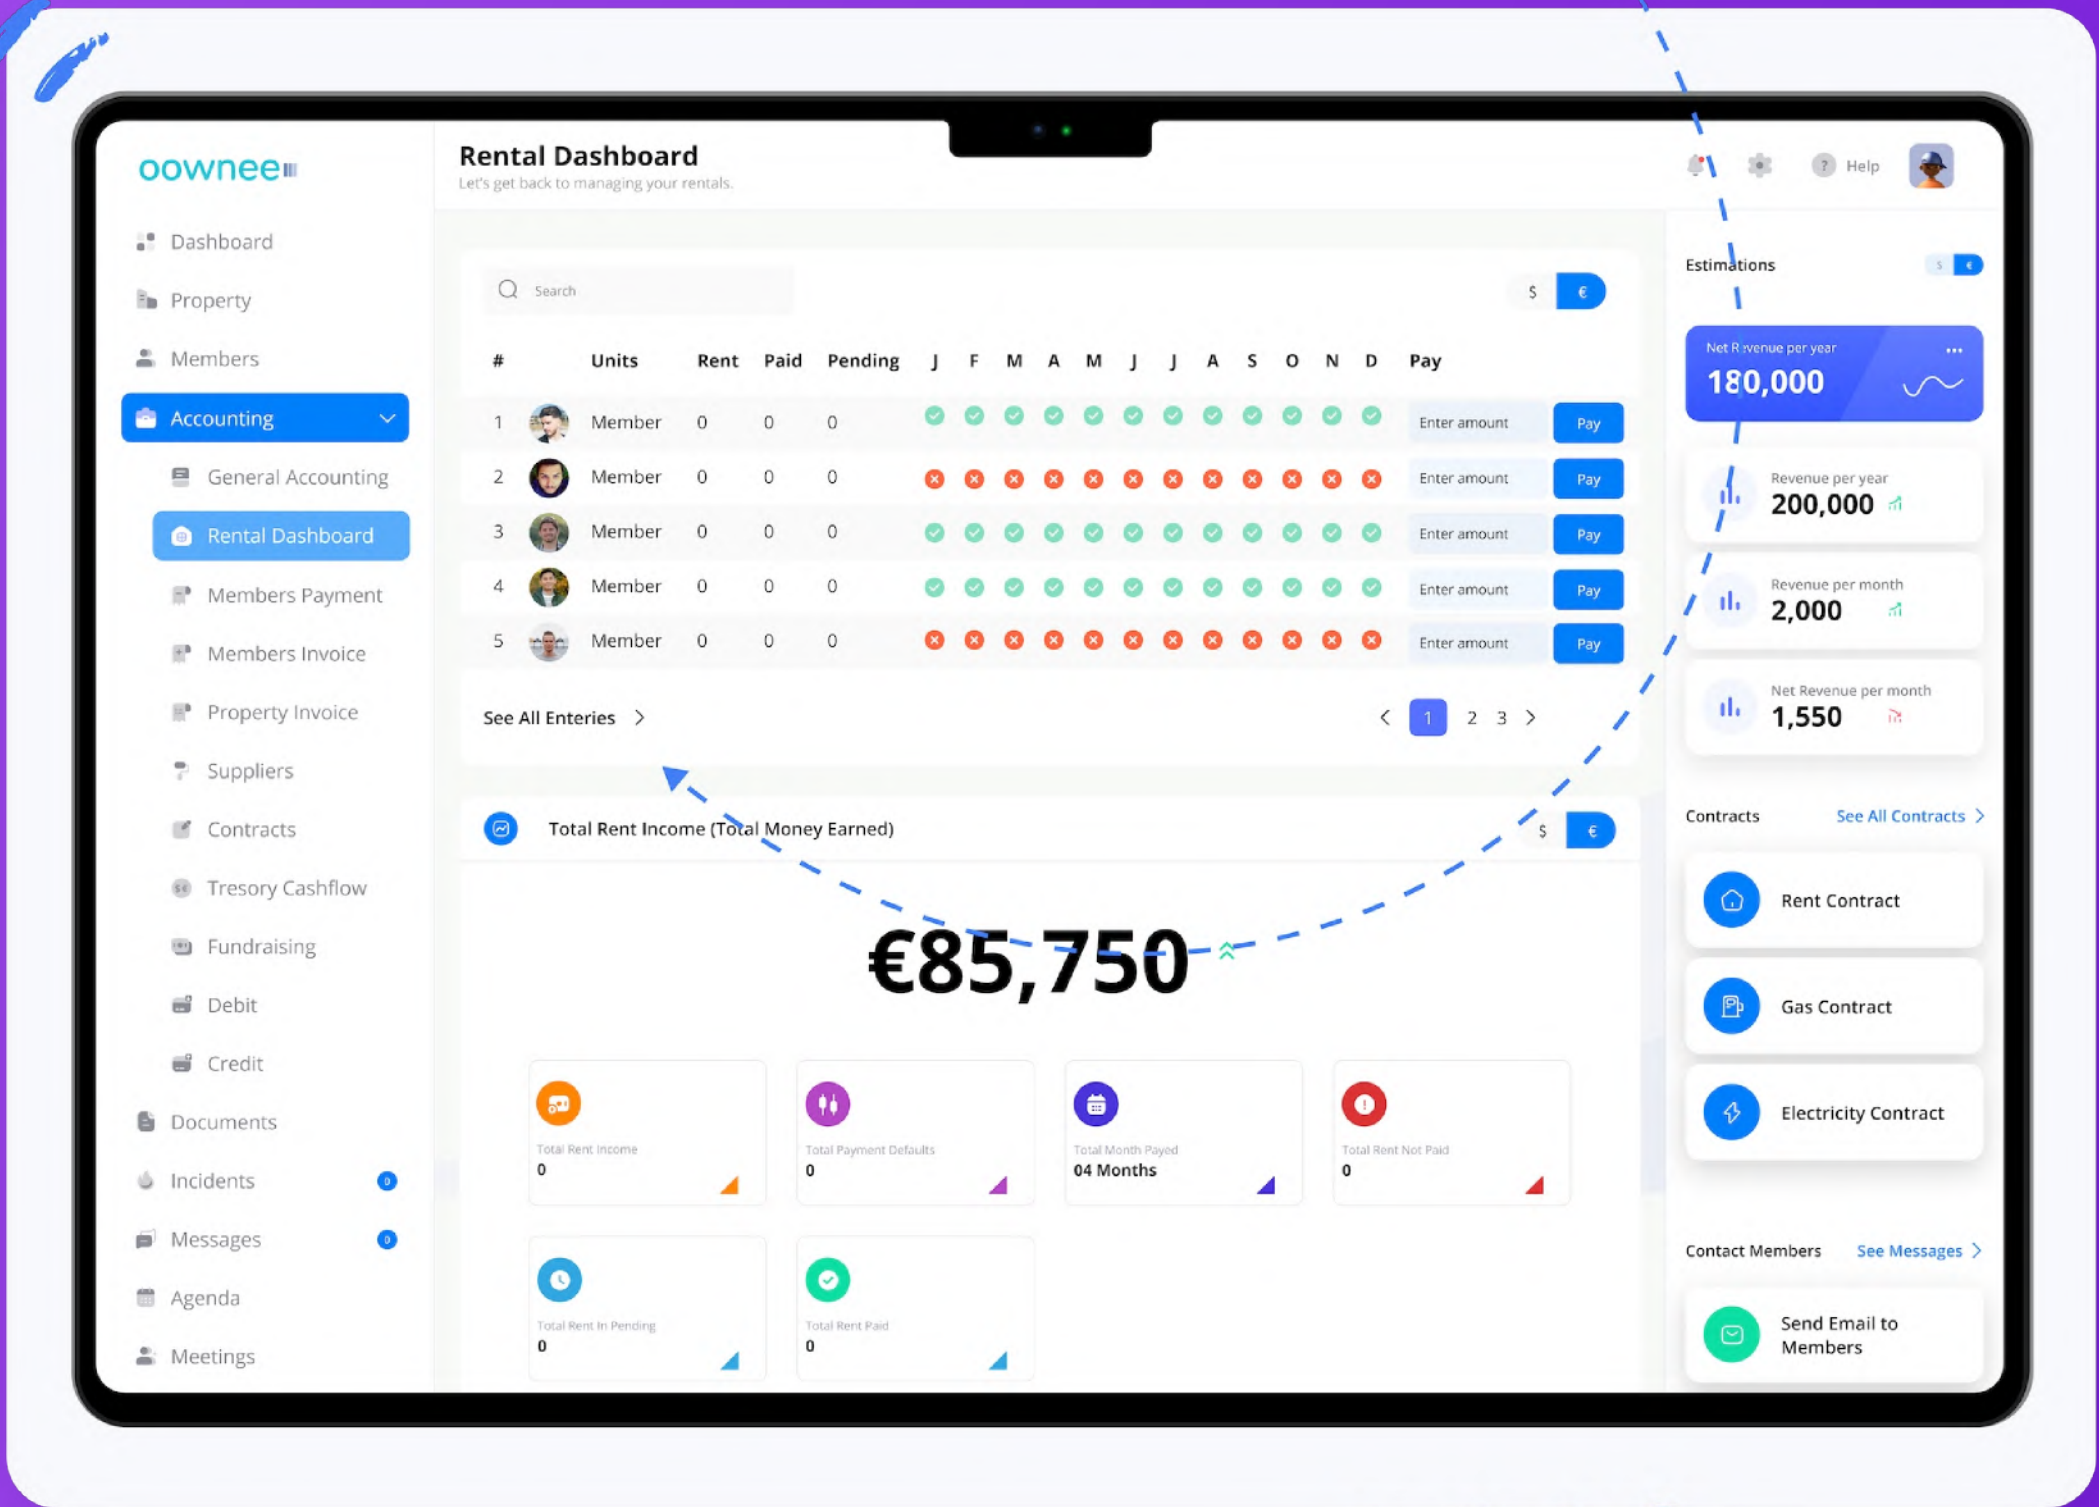 oownee
Rental Dashboard
Let's get back to managing your rentals.
? Help
Dashboard
Property
Members
Accounting
General Accounting
Rental Dashboard
Members Payment
Members Invoice
Property Invoice
Suppliers
Contracts
Tresory Cashflow
Fundraising
Debit
Credit
Documents
Incidents 0
Messages 0
Agenda
Meetings
Search
$ €
# Units Rent Paid Pending J F M A M J J A S O N D Pay
1 Member 0 0 0 Enter amount Pay
2 Member 0 0 0 Enter amount Pay
3 Member 0 0 0 Enter amount Pay
4 Member 0 0 0 Enter amount Pay
5 Member 0 0 0 Enter amount Pay
See All Enteries >
< 1 2 3 >
Total Rent Income (Total Money Earned) $ €
€85,750
Total Rent Income
0
Total Payment Defaults
0
Total Month Payed
04 Months
Total Rent Not Paid
0
Total Rent In Pending
0
Total Rent Paid
0
Estimations $ €
Net Revenue per year
180,000
Revenue per year
200,000
Revenue per month
2,000
Net Revenue per month
1,550
Contracts See All Contracts >
Rent Contract
Gas Contract
Electricity Contract
Contact Members See Messages >
Send Email to
Members